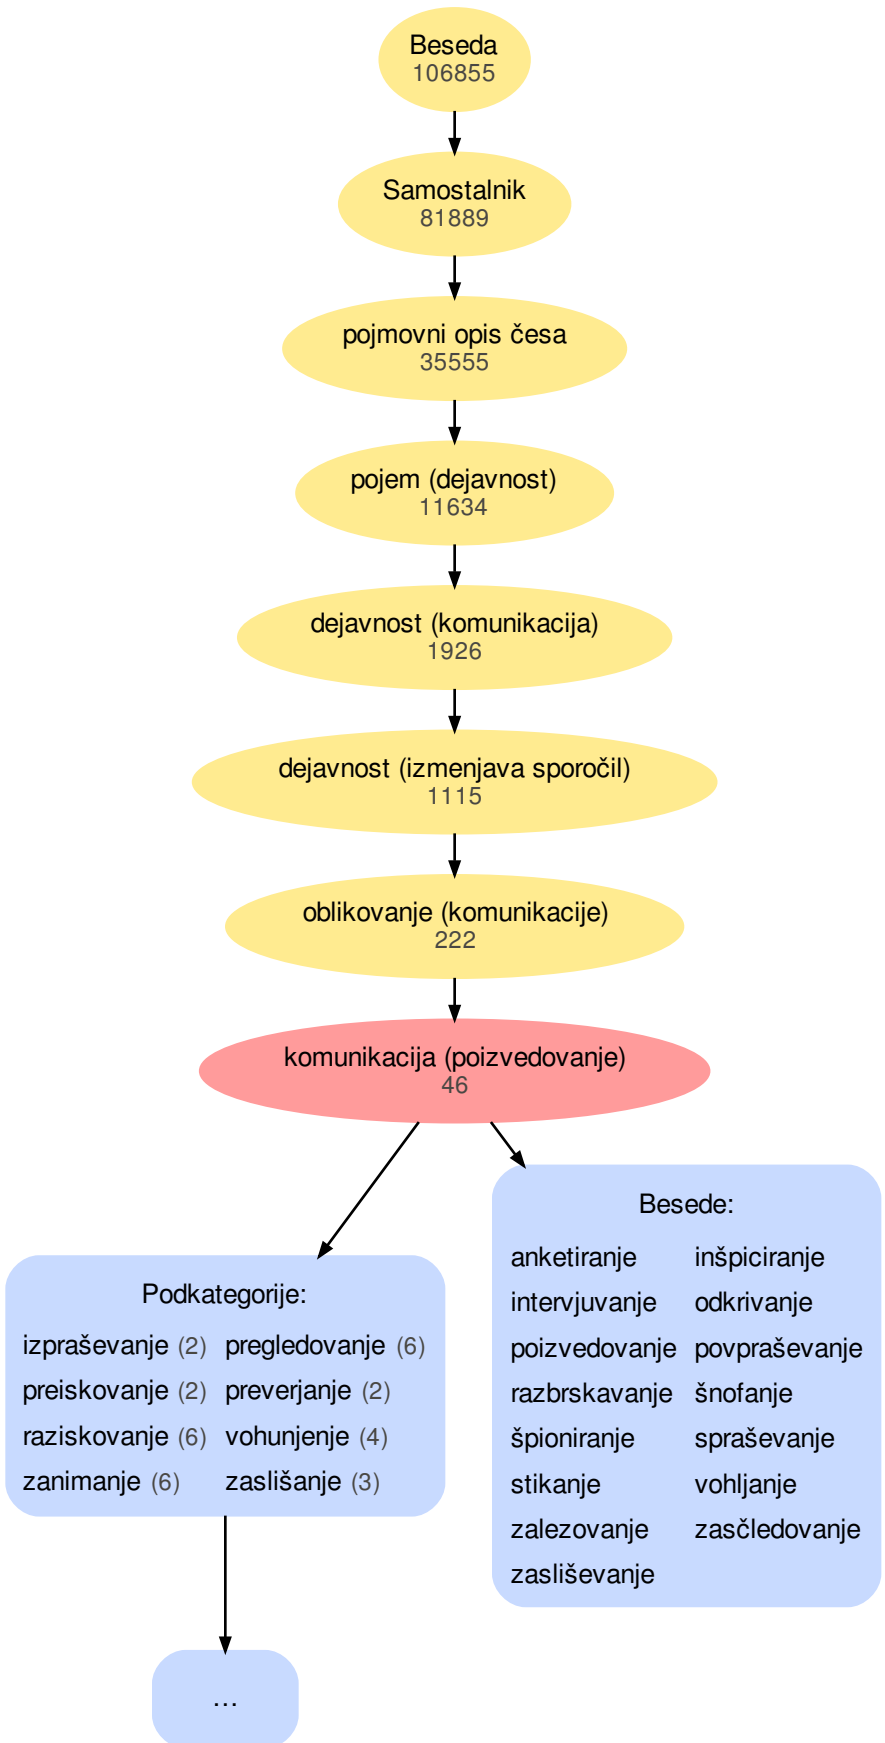 Beseda
106855
Samostalnik
81889
pojmovni opis česa
35555
pojem (dejavnost)
11634
dejavnost (komunikacija)
1926
dejavnost (izmenjava sporočil)
1115
oblikovanje (komunikacije)
222
komunikacija (poizvedovanje)
46
Podkategorije:
izpraševanje (2) pregledovanje (6)
preiskovanje (2) preverjanje (2)
raziskovanje (6) vohunjenje (4)
zanimanje (6) zaslišanje (3)
...
Besede:
anketiranje inšpiciranje
intervjuvanje odkrivanje
poizvedovanje povpraševanje
razbrskavanje šnofanje
špioniranje spraševanje
stikanje vohljanje
zalezovanje zasčledovanje
zasliševanje